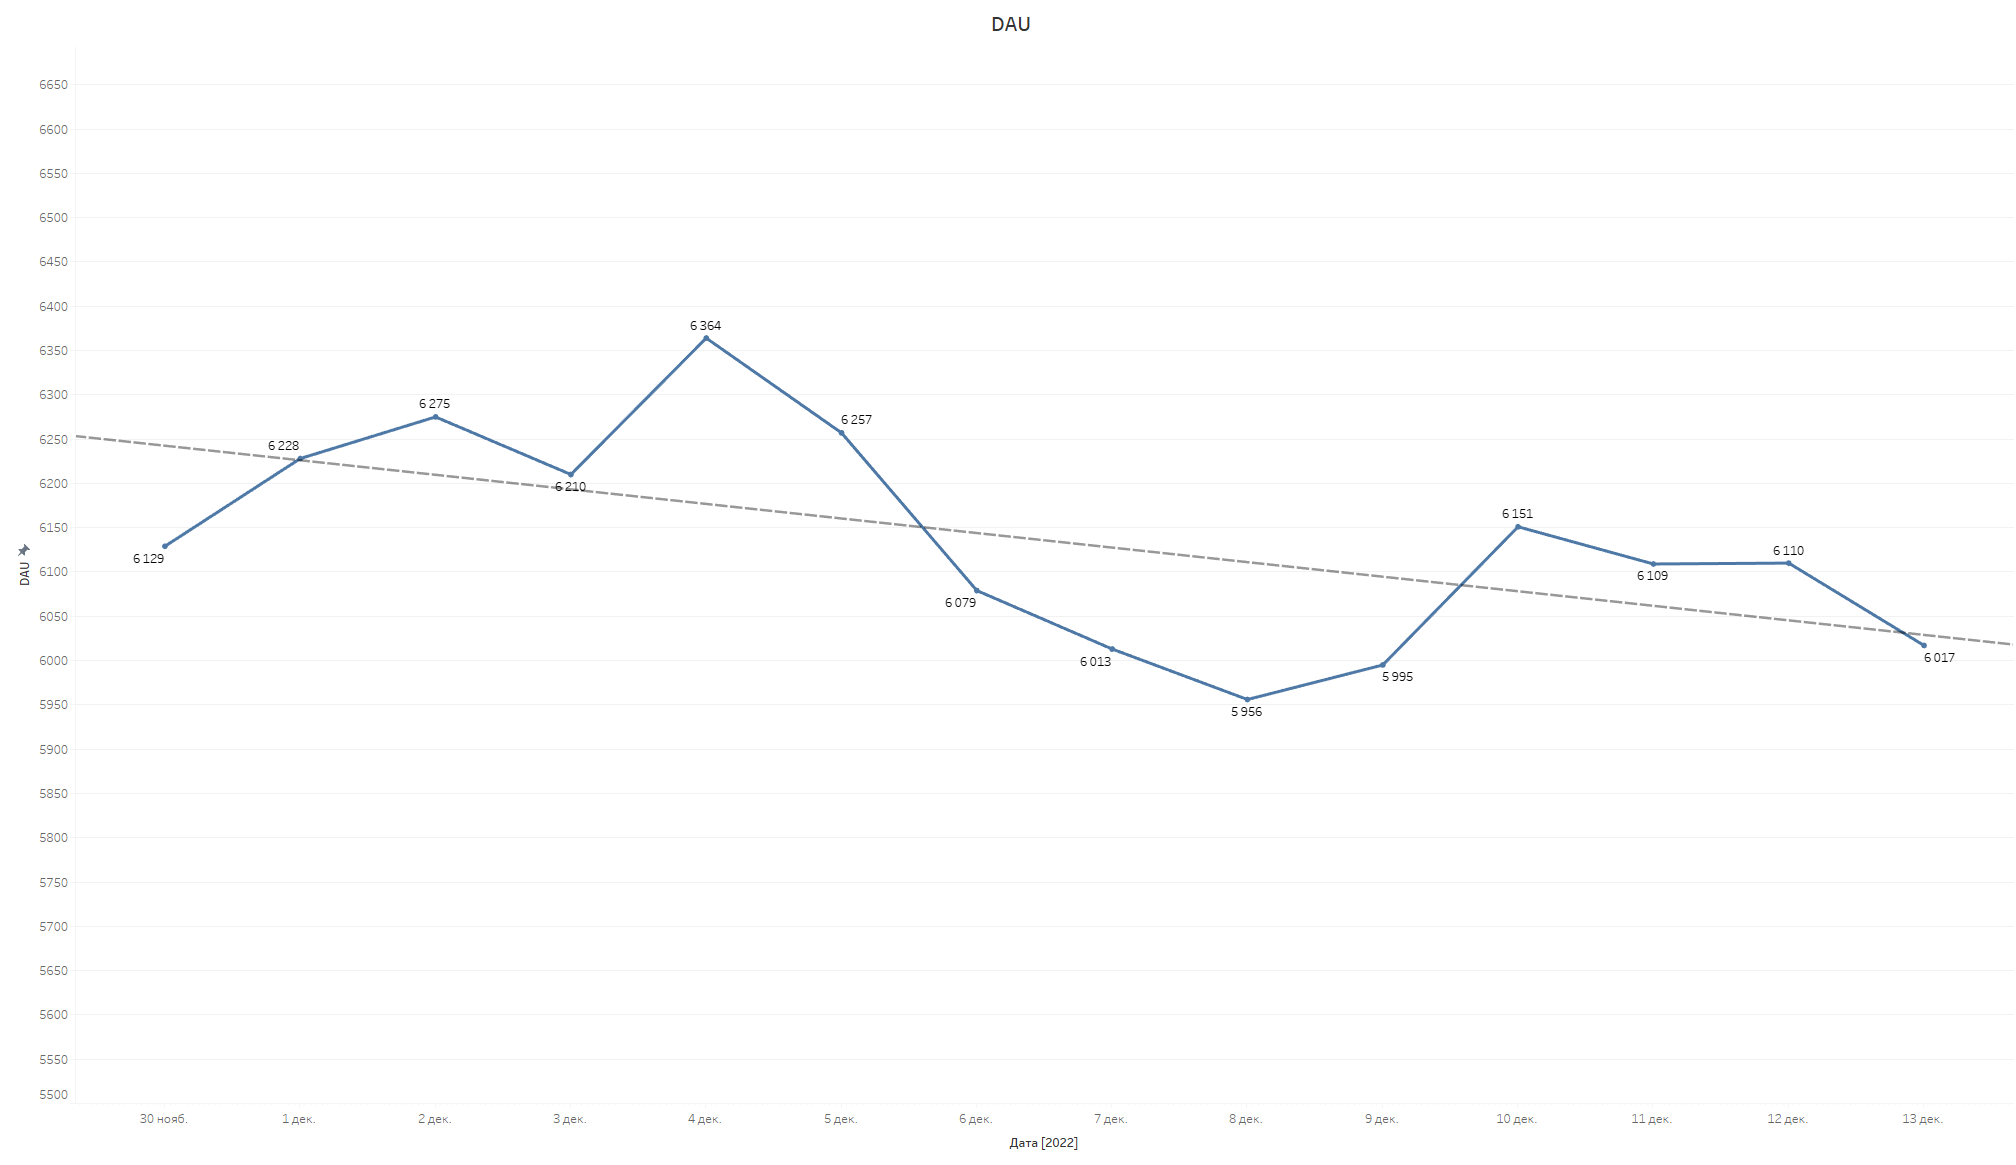 DAU
6650
6600
6550
6500
6450
6400
6350
6300
6250
6200
6150
6100
6050
6000
5950
5900
5850
5800
5750
5700
5650
5600
5550
5500
DAU
6 129
6 228
6 275
6 210
6 364
6 257
6 079
6 013
5 956
5 995
6 151
6 109
6 110
6 017
30 нояб.
1 дек.
2 дек.
3 дек.
4 дек.
5 дек.
6 дек.
7 дек.
8 дек.
9 дек.
10 дек.
11 дек.
12 дек.
13 дек.
Дата [2022]